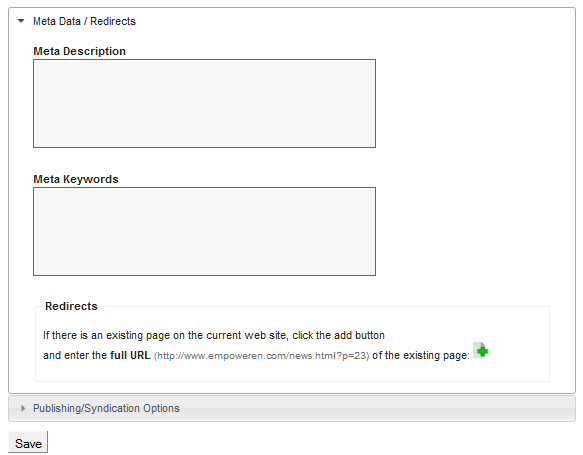 Meta Data / Redirects
Meta Description
Meta Keywords
Redirects
If there is an existing page on the current web site, click the add button
and enter the full URL (http://www.empoweren.com/news.html?p=23) of the existing page:
Publishing/Syndication Options
Save